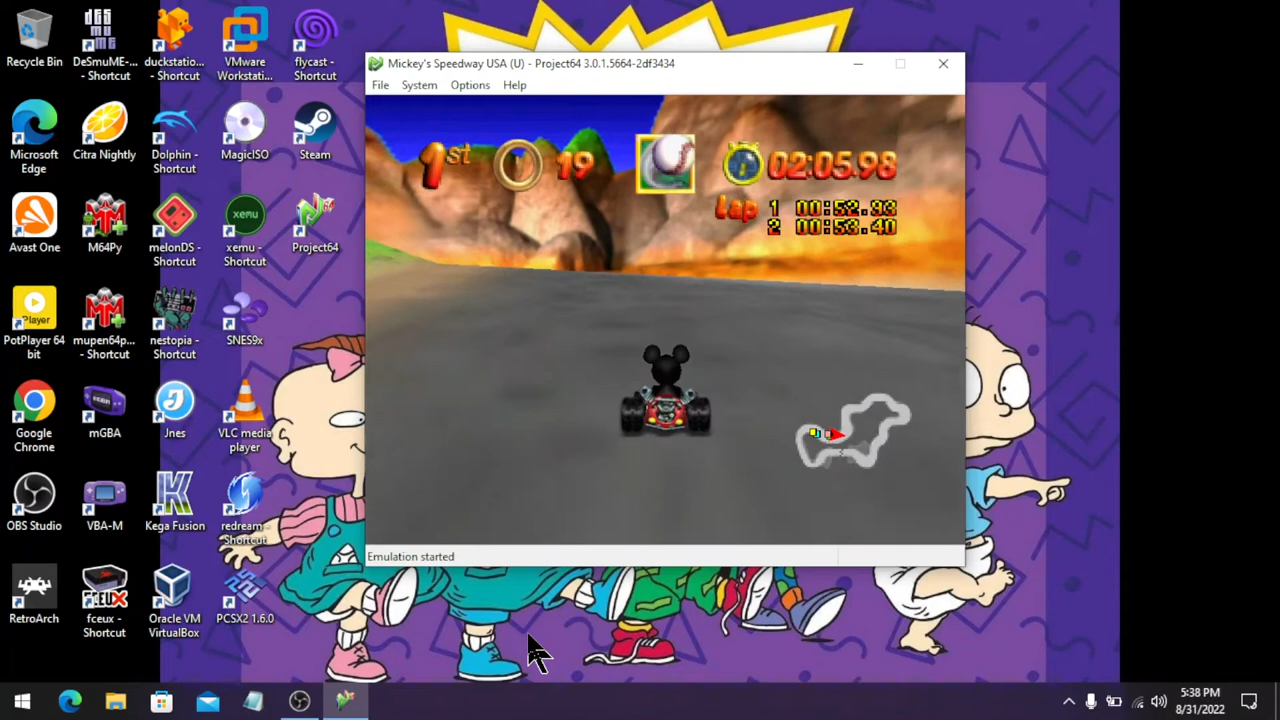 Recycle Bin
DeSmuME-... - Shortcut
duckstation - Shortcut
VMware Workstati...
flycast - Shortcut
Microsoft Edge
Citra Nightly
Dolphin - Shortcut
MagicISO
Steam
Avast One
M64Py
melonDS - Shortcut
xemu
xemu - Shortcut
Project64
Player
PotPlayer 64 bit
mupen64p... - Shortcut
nestopia - Shortcut
SNES9x
Google Chrome
mGBA
Jnes
VLC media player
OBS Studio
VBA-M
Kega Fusion
redream - Shortcut
RetroArch
FCEUX
fceux - Shortcut
Oracle VM VirtualBox
PCSX2 1.6.0
Mickey's Speedway USA (U) - Project64 3.0.1.5664-2df3434
File System Options Help
1st 19 02:05.98
Lap 1 00:52.93
2 00:53.40
Emulation started
5:38 PM
8/31/2022